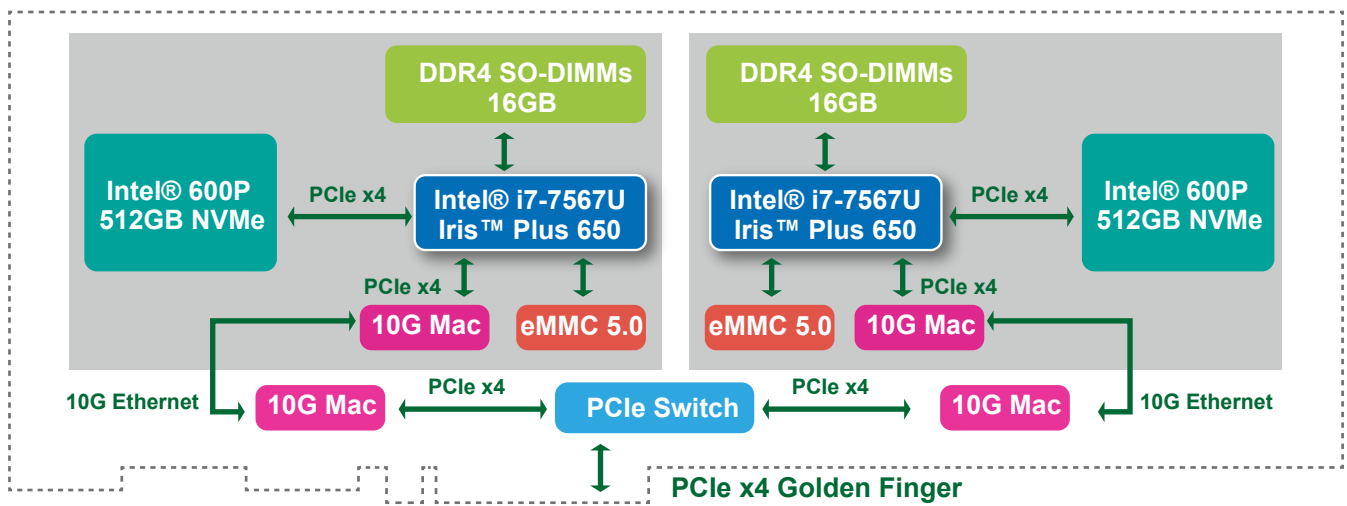 DDR4 SO-DIMMs
16GB
DDR4 SO-DIMMs
16GB
Intel® 600P
512GB NVMe
PCIe x4
Intel® i7-7567U
Iris™ Plus 650
Intel® i7-7567U
Iris™ Plus 650
PCIe x4
Intel® 600P
512GB NVMe
PCIe x4
PCIe x4
10G Mac
eMMC 5.0
eMMC 5.0
10G Mac
10G Ethernet
10G Mac
PCIe x4
PCIe Switch
PCIe x4
10G Mac
10G Ethernet
PCIe x4 Golden Finger